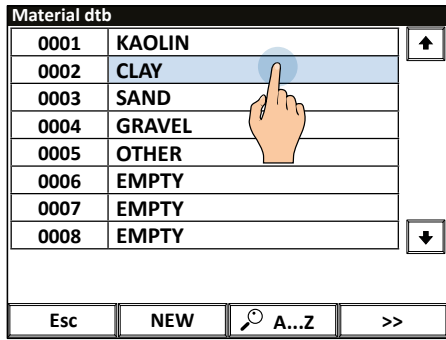 Material dtb
0001 KAOLIN
0002 CLAY
0003 SAND
0004 GRAVEL
0005 OTHER
0006 EMPTY
0007 EMPTY
0008 EMPTY
Esc NEW A...Z >>